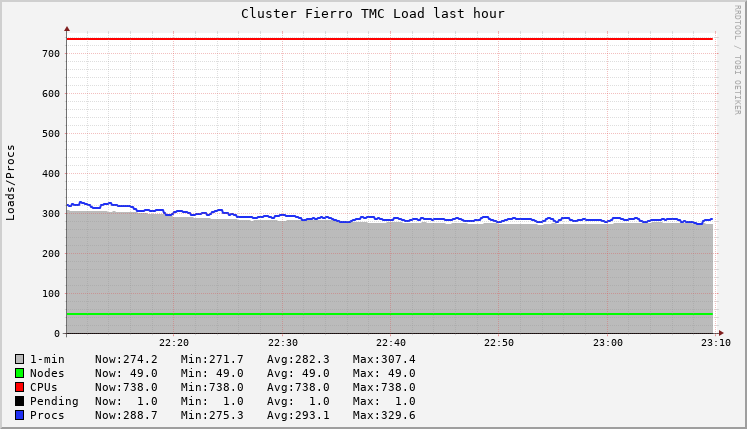 Cluster Fierro TMC Load last hour
RRDTOOL / TOBI OETIKER
Loads/Procs
700
600
500
400
300
200
100
0
22:20 22:30 22:40 22:50 23:00 23:10
1-min Now:274.2 Min:271.7 Avg:282.3 Max:307.4
Nodes Now: 49.0 Min: 49.0 Avg: 49.0 Max: 49.0
CPUs Now:738.0 Min:738.0 Avg:738.0 Max:738.0
Pending Now: 1.0 Min: 1.0 Avg: 1.0 Max: 1.0
Procs Now:288.7 Min:275.3 Avg:293.1 Max:329.6